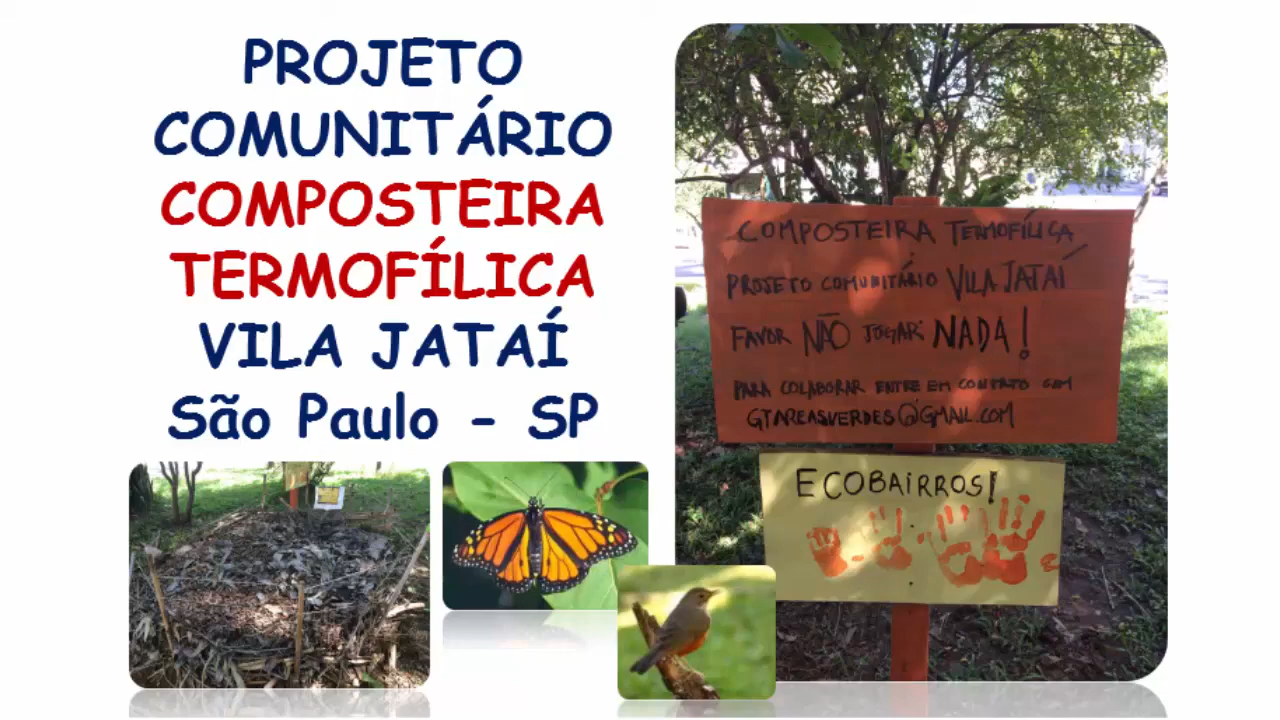 PROJETO
COMUNITÁRIO
COMPOSTEIRA
TERMOFÍLICA
VILA JATAÍ
São Paulo - SP
COMPOSTEIRA TERMOFÍLICA
PROJETO COMUNITÁRIO VILA JATAÍ
FAVOR NÃO JOGAR NADA!
PARA COLABORAR ENTRE EM CONTATO COM
GTAREASVERDES@GMAIL.COM
ECOBAIRROS!